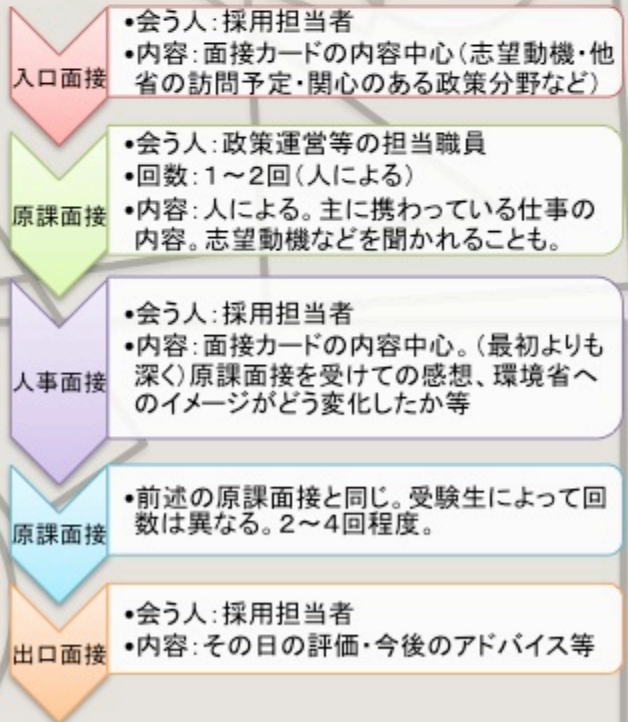 入口面接
•会う人：採用担当者
•内容：面接カードの内容中心（志望動機・他
省の訪問予定・関心のある政策分野など）
原課面接
•会う人：政策運営等の担当職員
•回数：１～２回（人による）
•内容：人による。主に携わっている仕事の
内容。志望動機などを聞かれることも。
人事面接
•会う人：採用担当者
•内容：面接カードの内容中心。（最初よりも
深く）原課面接を受けての感想、環境省へ
のイメージがどう変化したか等
原課面接
•前述の原課面接と同じ。受験生によって回
数は異なる。２～４回程度。
出口面接
•会う人：採用担当者
•内容：その日の評価・今後のアドバイス等